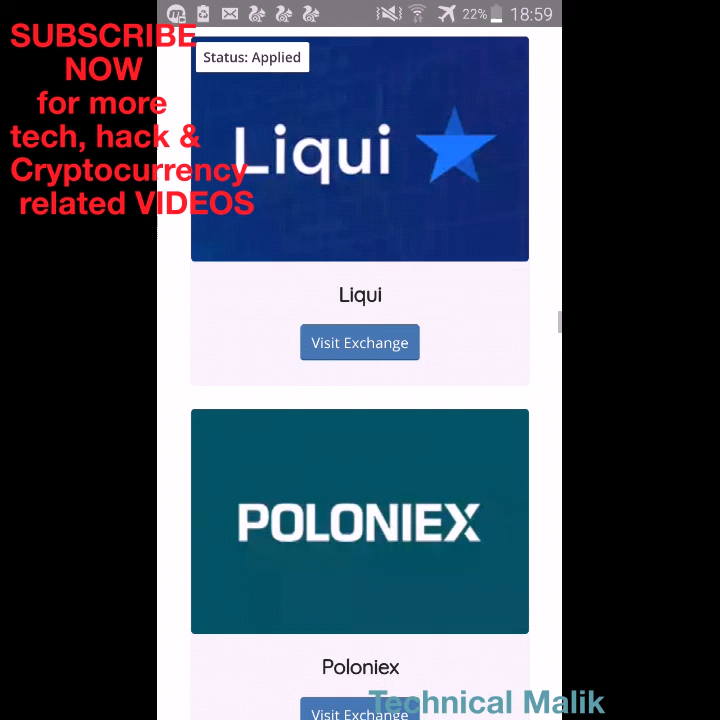 22% 18:59
SUBSCRIBE
NOW
for more
tech, hack &
Cryptocurrency
related VIDEOS
Status: Applied
Liqui
Liqui
Visit Exchange
POLONIEX
Poloniex
Visit Exchange
Technical Malik